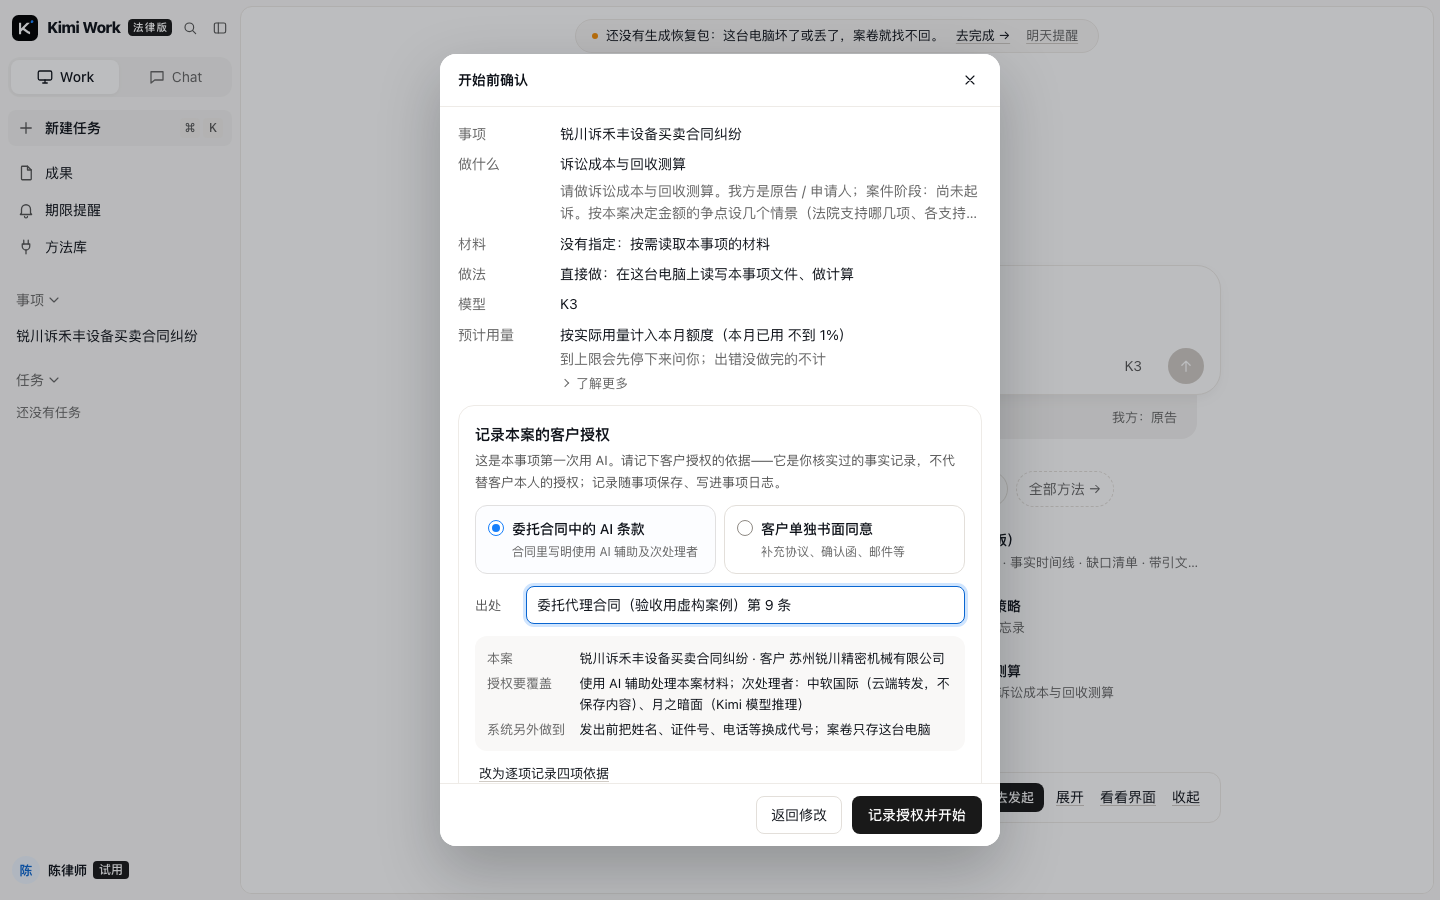 Kimi Work 法律版
Work
Chat
新建任务 ⌘ K
成果
期限提醒
方法库
事项
锐川诉禾丰设备买卖合同纠纷
任务
还没有任务
陈 陈律师 试用
还没有生成恢复包：这台电脑坏了或丢了，案卷就找不回。 去完成 → 明天提醒
开始前确认
事项 锐川诉禾丰设备买卖合同纠纷
做什么 诉讼成本与回收测算
请做诉讼成本与回收测算。我方是原告 / 申请人；案件阶段：尚未起
诉。按本案决定金额的争点设几个情景（法院支持哪几项、各支持...
材料 没有指定：按需读取本事项的材料
做法 直接做：在这台电脑上读写本事项文件、做计算
模型 K3
预计用量 按实际用量计入本月额度（本月已用 不到 1%）
到上限会先停下来问你；出错没做完的不计
了解更多
记录本案的客户授权
这是本事项第一次用 AI。请记下客户授权的依据——它是你核实过的事实记录，不代
替客户本人的授权；记录随事项保存、写进事项日志。
委托合同中的 AI 条款
合同里写明使用 AI 辅助及次处理者
客户单独书面同意
补充协议、确认函、邮件等
出处 委托代理合同（验收用虚构案例）第 9 条
本案 锐川诉禾丰设备买卖合同纠纷 · 客户 苏州锐川精密机械有限公司
授权要覆盖 使用 AI 辅助处理本案材料；次处理者：中软国际（云端转发，不
保存内容）、月之暗面（Kimi 模型推理）
系统另外做到 发出前把姓名、证件号、电话等换成代号；案卷只存这台电脑
改为逐项记录四项依据
返回修改
记录授权并开始
K3
我方：原告
全部方法 →
版）
· 事实时间线 · 缺口清单 · 带引文...
策略
忘录
测算
诉讼成本与回收测算
去发起 展开 看看界面 收起